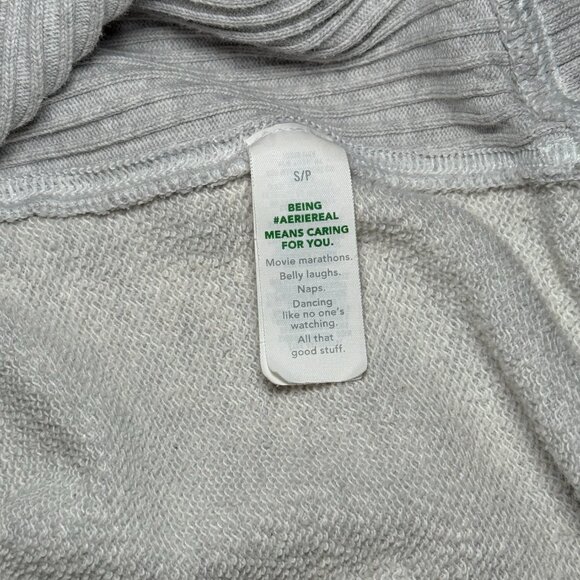 S/P
BEING
#AERIEREAL
MEANS CARING
FOR YOU.
Movie marathons.
Belly laughs.
Naps.
Dancing
like no one's
watching.
All that
good stuff.